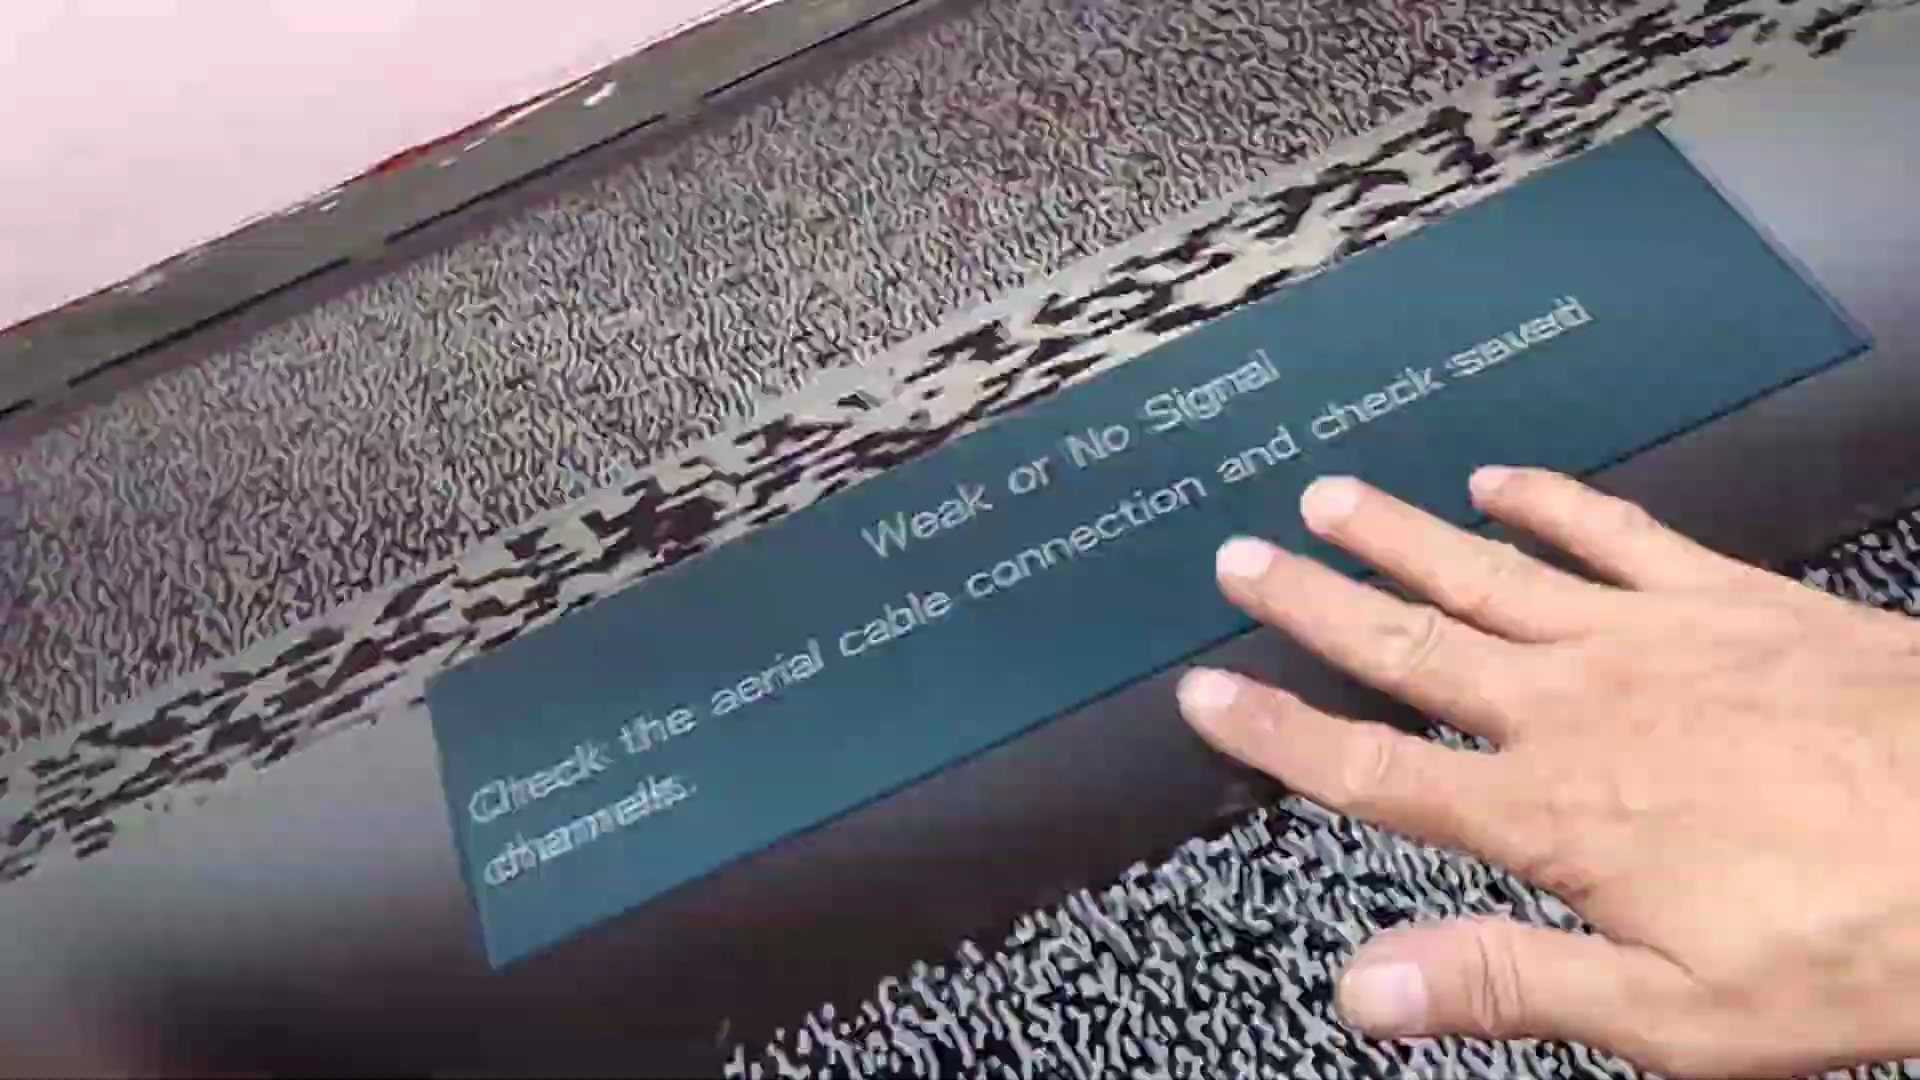 Weak or No Signal
Check the aerial cable connection and check saved
channels.